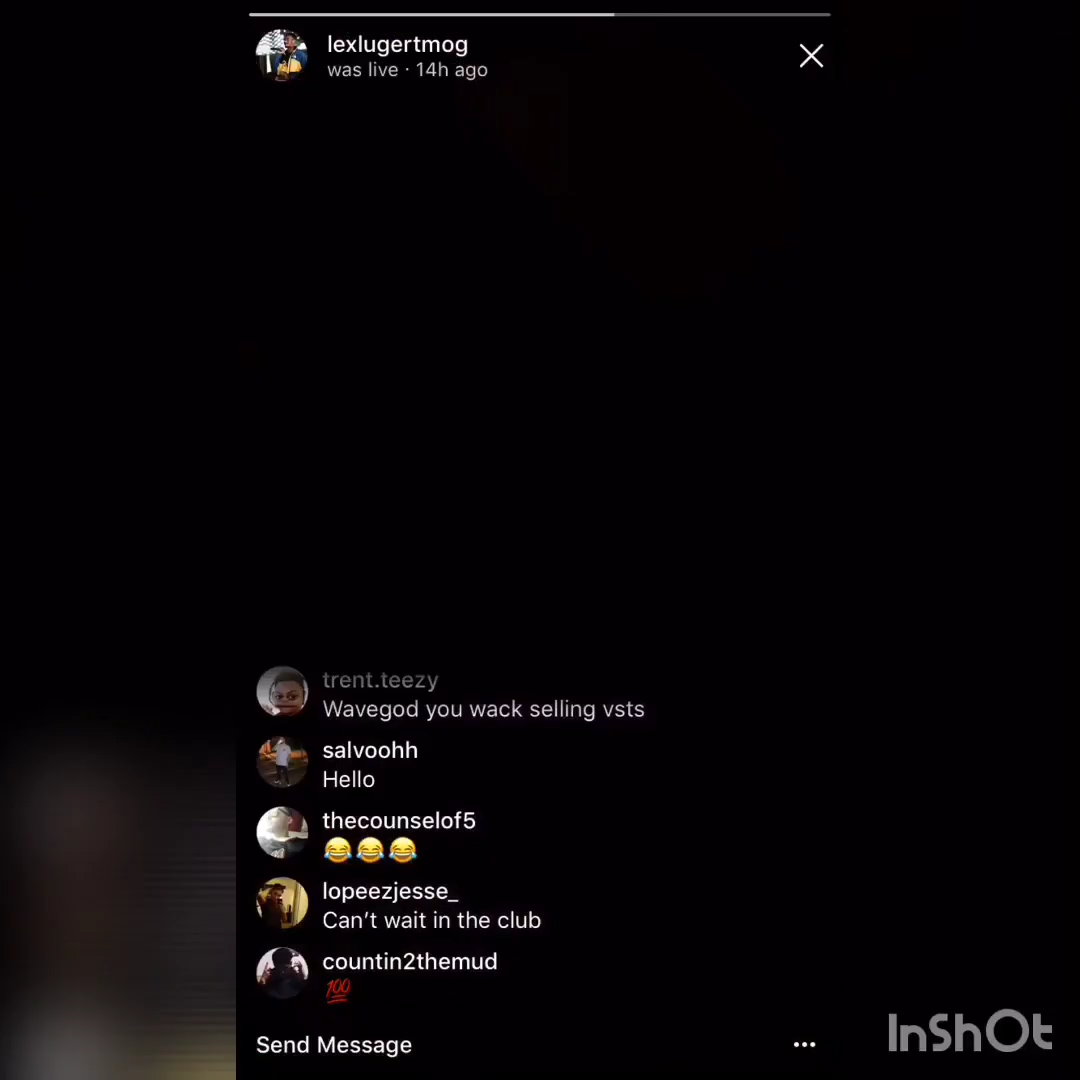 lexlugertmog
was live · 14h ago
trent.teezy
Wavegod you wack selling vsts
salvoohh
Hello
thecounselof5
😂😂😂
lopeezjesse_
Can't wait in the club
countin2themud
💯
Send Message
InShOt